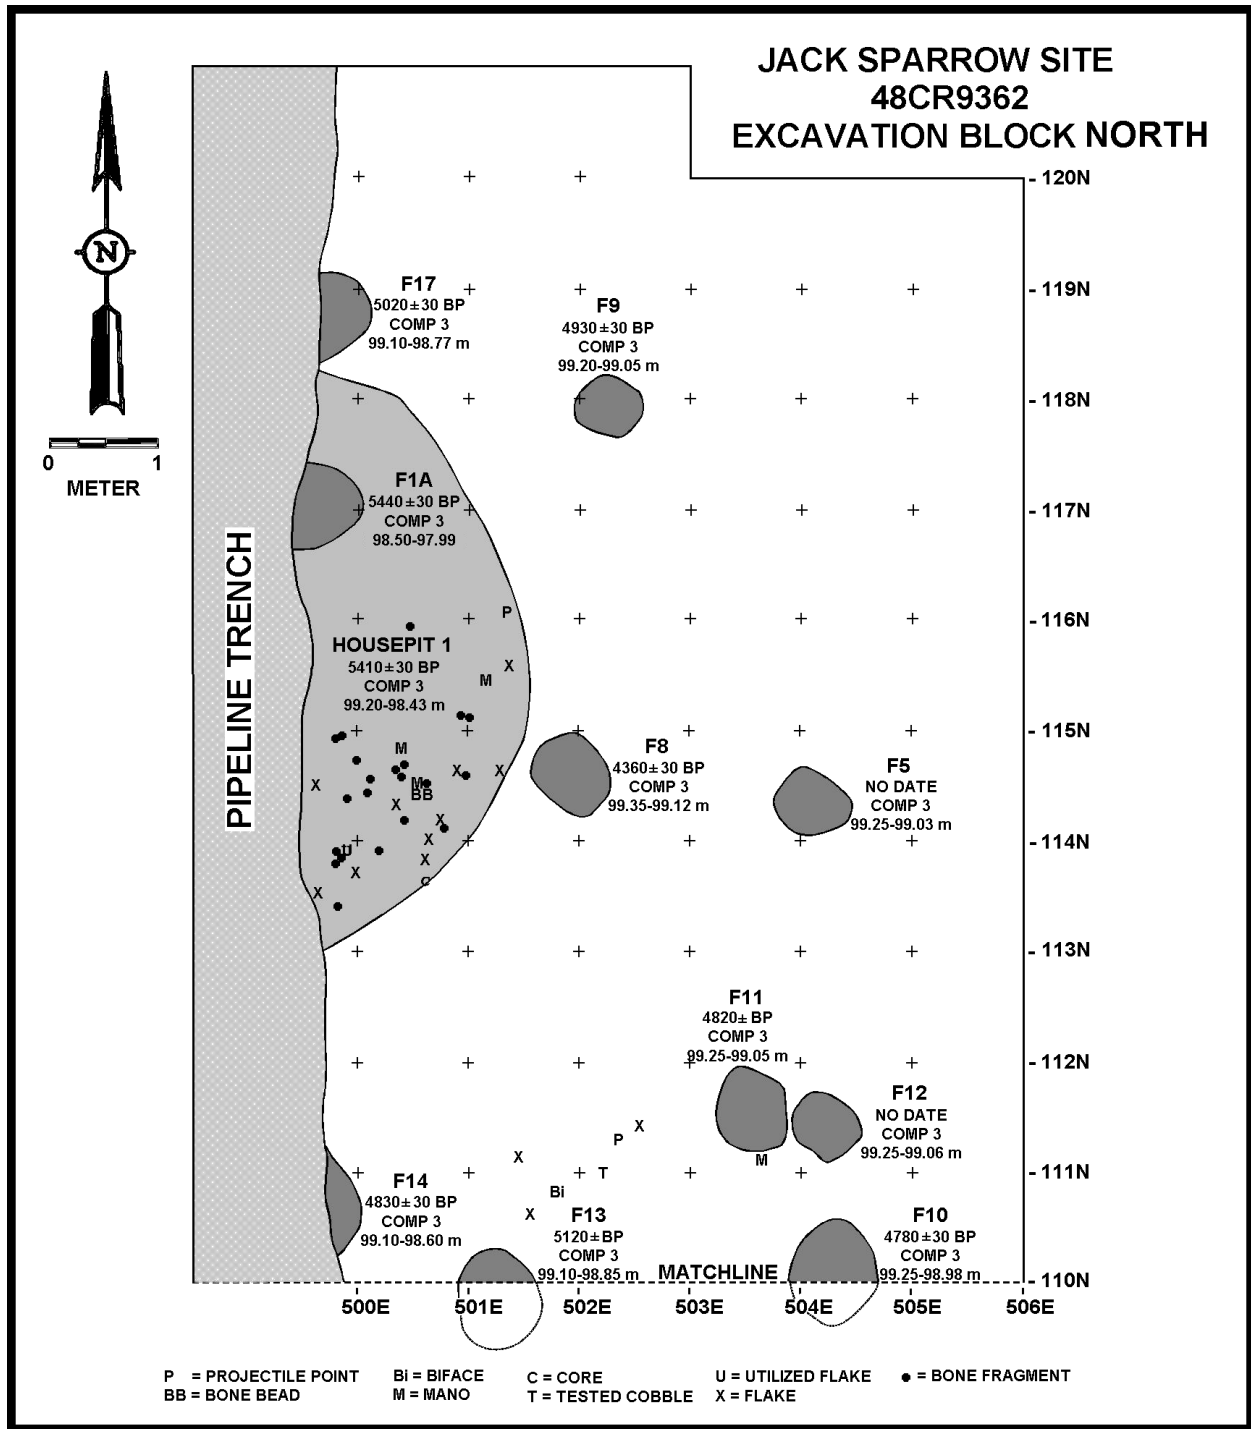 JACK SPARROW SITE
48CR9362
EXCAVATION BLOCK NORTH
N
0 1
METER
PIPELINE TRENCH
120N
119N
118N
117N
116N
115N
114N
113N
112N
111N
110N
F17
5020±30 BP
COMP 3
99.10-98.77 m
F9
4930±30 BP
COMP 3
99.20-99.05 m
F1A
5440±30 BP
COMP 3
98.50-97.99
P
HOUSEPIT 1
5410±30 BP
COMP 3
99.20-98.43 m
X
M
M
X
X
X
M
BB
X
X
X
U
X
X
C
X
F8
4360±30 BP
COMP 3
99.35-99.12 m
F5
NO DATE
COMP 3
99.25-99.03 m
F11
4820± BP
COMP 3
99.25-99.05 m
F12
NO DATE
COMP 3
99.25-99.06 m
M
X
P
X
T
Bi
X
F14
4830±30 BP
COMP 3
99.10-98.60 m
F13
5120±BP
COMP 3
99.10-98.85 m
F10
4780±30 BP
COMP 3
99.25-98.98 m
MATCHLINE
500E 501E 502E 503E 504E 505E 506E
P = PROJECTILE POINT Bi = BIFACE C = CORE U = UTILIZED FLAKE ● = BONE FRAGMENT
BB = BONE BEAD M = MANO T = TESTED COBBLE X = FLAKE